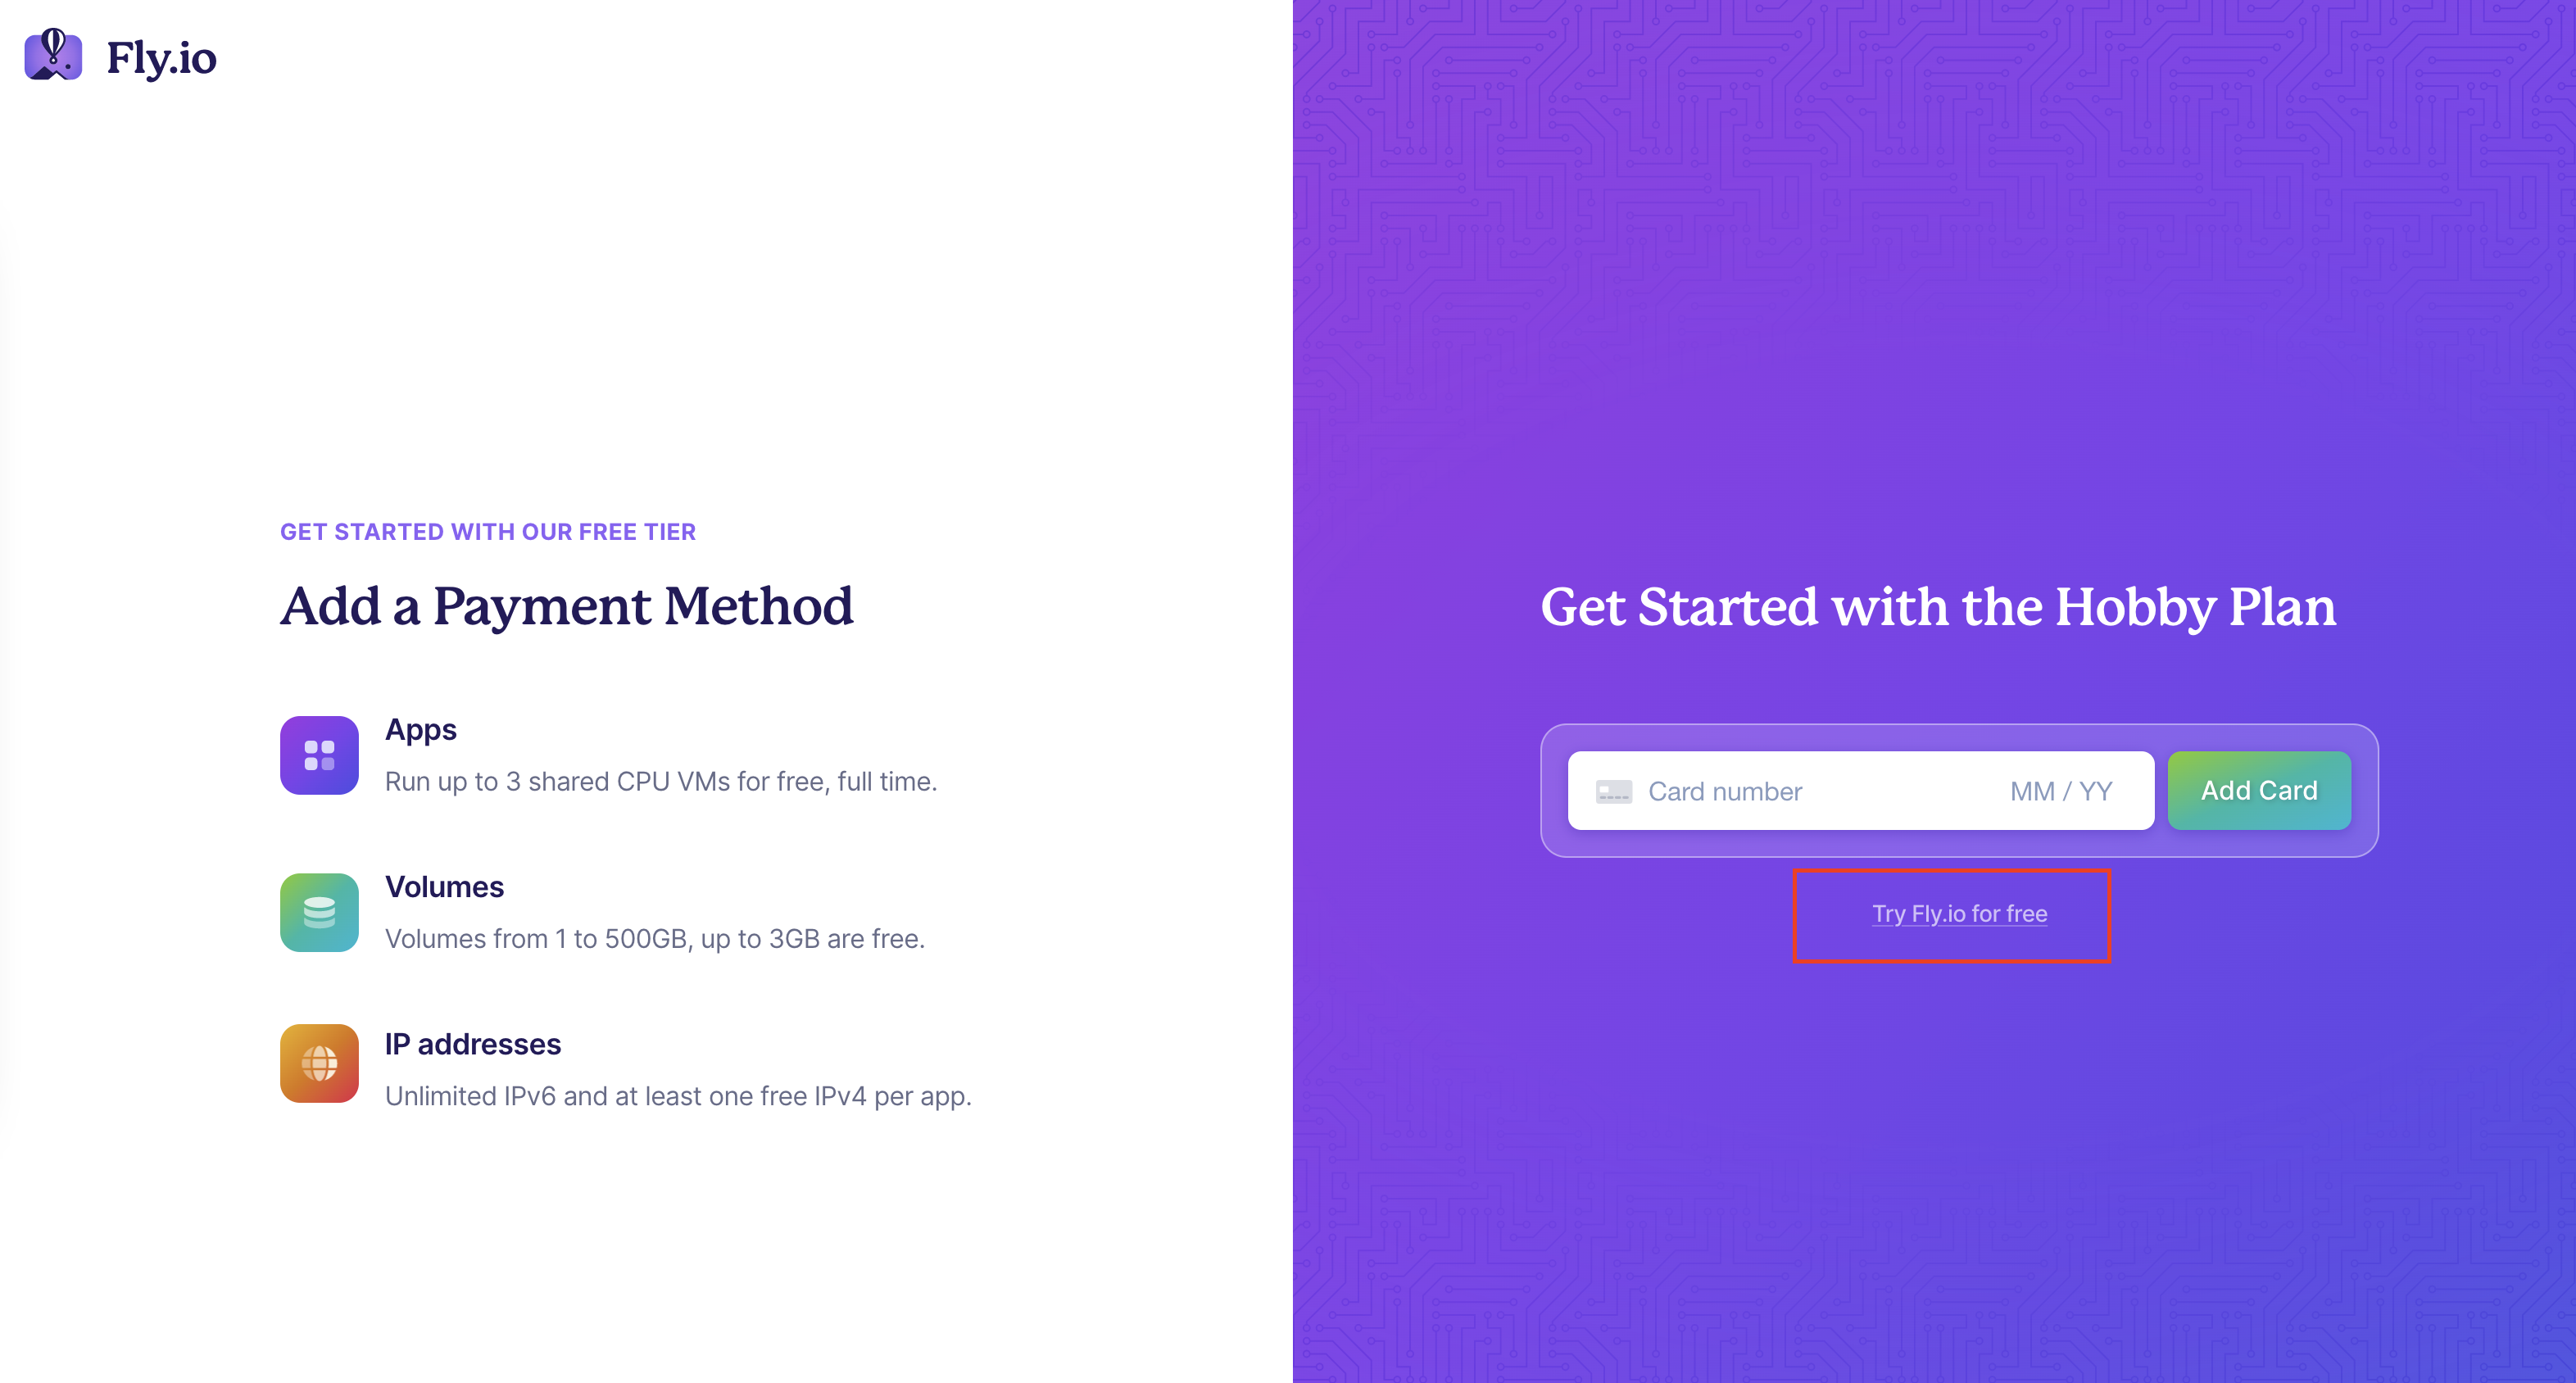 Fly.io
GET STARTED WITH OUR FREE TIER
Add a Payment Method
Apps
Run up to 3 shared CPU VMs for free, full time.
Volumes
Volumes from 1 to 500GB, up to 3GB are free.
IP addresses
Unlimited IPv6 and at least one free IPv4 per app.
Get Started with the Hobby Plan
Card number MM / YY Add Card
Try Fly.io for free